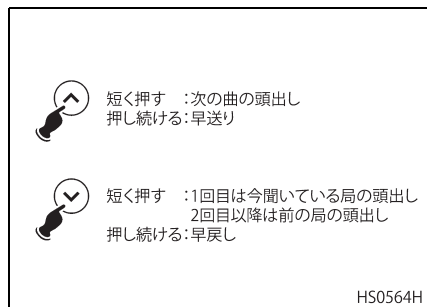 短く押す　：次の曲の頭出し
押し続ける：早送り
短く押す　：1回目は今聞いている局の頭出し
2回目以降は前の局の頭出し
押し続ける：早戻し
HS0564H